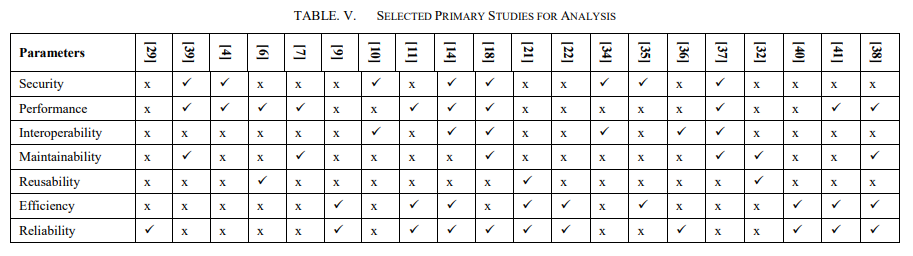 TABLE. V. SELECTED PRIMARY STUDIES FOR ANALYSIS
Parameters [29] [39] [4] [6] [7] [9] [10] [11] [14] [18] [21] [22] [34] [35] [36] [37] [32] [40] [41] [38]
Security x ✓ ✓ x x x ✓ x ✓ ✓ x x ✓ ✓ x ✓ x x x x
Performance x ✓ ✓ ✓ ✓ x x ✓ ✓ ✓ x x x x x ✓ x x ✓ ✓
Interoperability x x x x x x ✓ x ✓ ✓ x x ✓ x ✓ ✓ x x x x
Maintainability x ✓ x x ✓ x x x x ✓ x x x x x ✓ ✓ x x ✓
Reusability x x x ✓ x x x x x x ✓ x x x x x ✓ x x x
Efficiency x x x x x ✓ x ✓ ✓ x ✓ ✓ x ✓ x x x ✓ ✓ ✓
Reliability ✓ x x x x ✓ x ✓ ✓ ✓ ✓ ✓ x x ✓ x x ✓ ✓ ✓